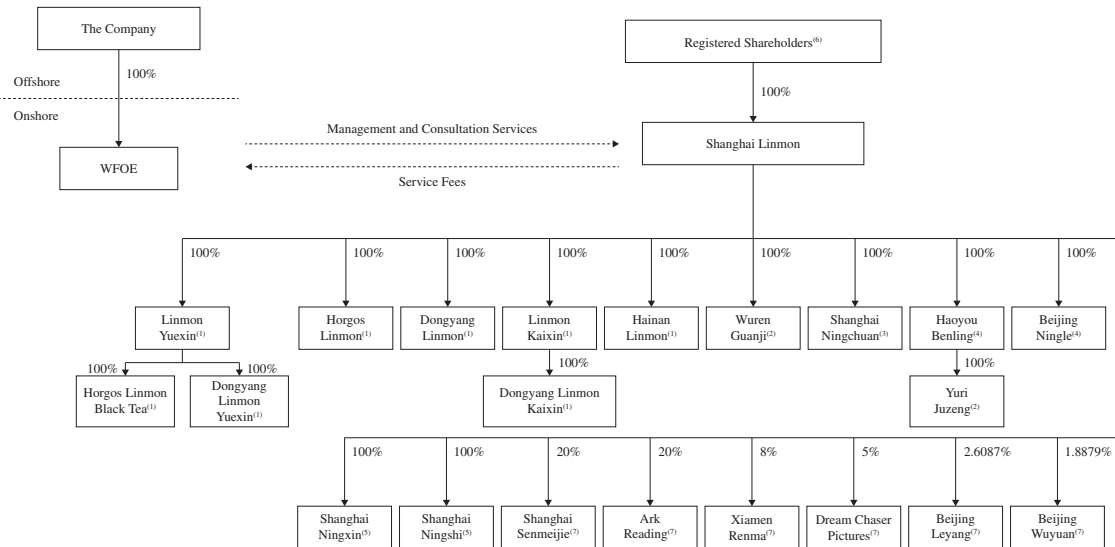 The Company
Registered Shareholders(6)
100%
Offshore
100%
Onshore
Management and Consultation Services
Shanghai Linmon
WFOE
Service Fees
100%
100%
100%
100%
100%
100%
100%
100%
100%
Linmon
Yuexin(1)
Horgos
Linmon(1)
Dongyang
Linmon(1)
Linmon
Kaixin(1)
Hainan
Linmon(1)
Wuren
Guanji(2)
Shanghai
Ningchuan(3)
Haoyou
Benling(4)
Beijing
Ningle(4)
100%
100%
100%
100%
Horgos Linmon
Black Tea(1)
Dongyang
Linmon
Yuexin(1)
Dongyang Linmon
Kaixin(1)
Yuri
Juzeng(2)
100%
100%
20%
20%
8%
5%
2.6087%
1.8879%
Shanghai
Ningxin(5)
Shanghai
Ningshi(5)
Shanghai
Senmeijie(7)
Ark
Reading(7)
Xiamen
Renma(7)
Dream Chaser
Pictures(7)
Beijing
Leyang(7)
Beijing
Wuyuan(7)